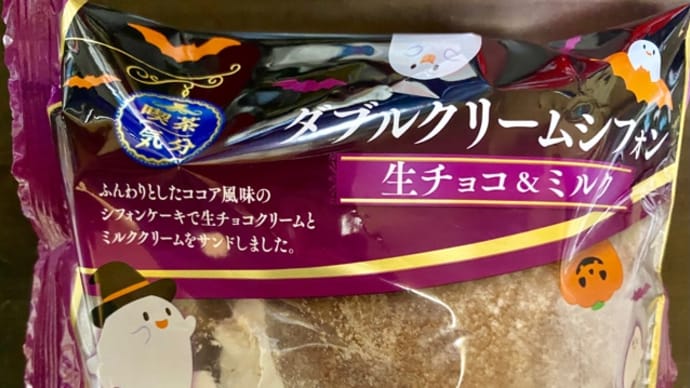 喫茶
気分
ダブルクリームシフォン
生チョコ&ミルク
ふんわりとしたココア風味の
シフォンケーキで生チョコクリームと
ミルククリームをサンドしました。